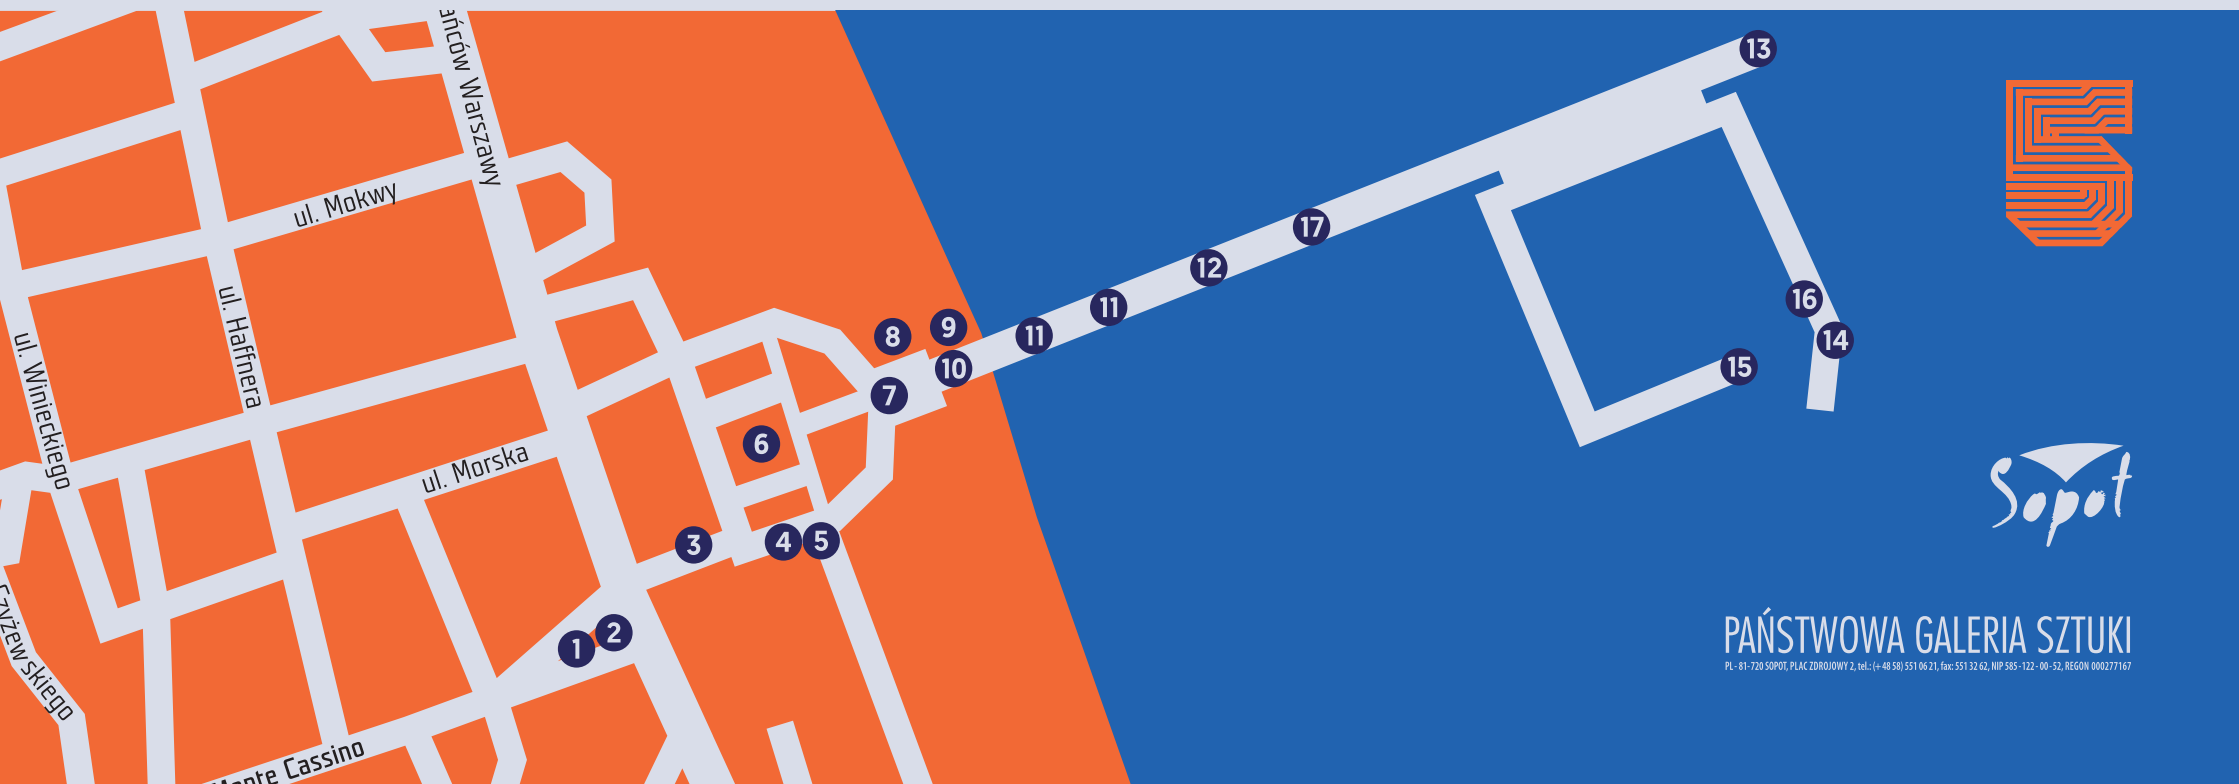 ańców Warszawy
13
ul. Mokwy
17
12
ul. Haffnera
16
11
8
9
11
14
ul. Winieckiego
10
15
7
6
ul. Morska
Sopot
3
4
5
2
1
PAŃSTWOWA GALERIA SZTUKI
PL - 81-720 SOPOT, PLAC ZDROJOWY 2, tel.: (+ 48 58) 551 06 21, fax: 551 32 62, NIP 585 -122 - 00 - 52, REGON 000277167
Czyżewskiego
Monte Cassino
5